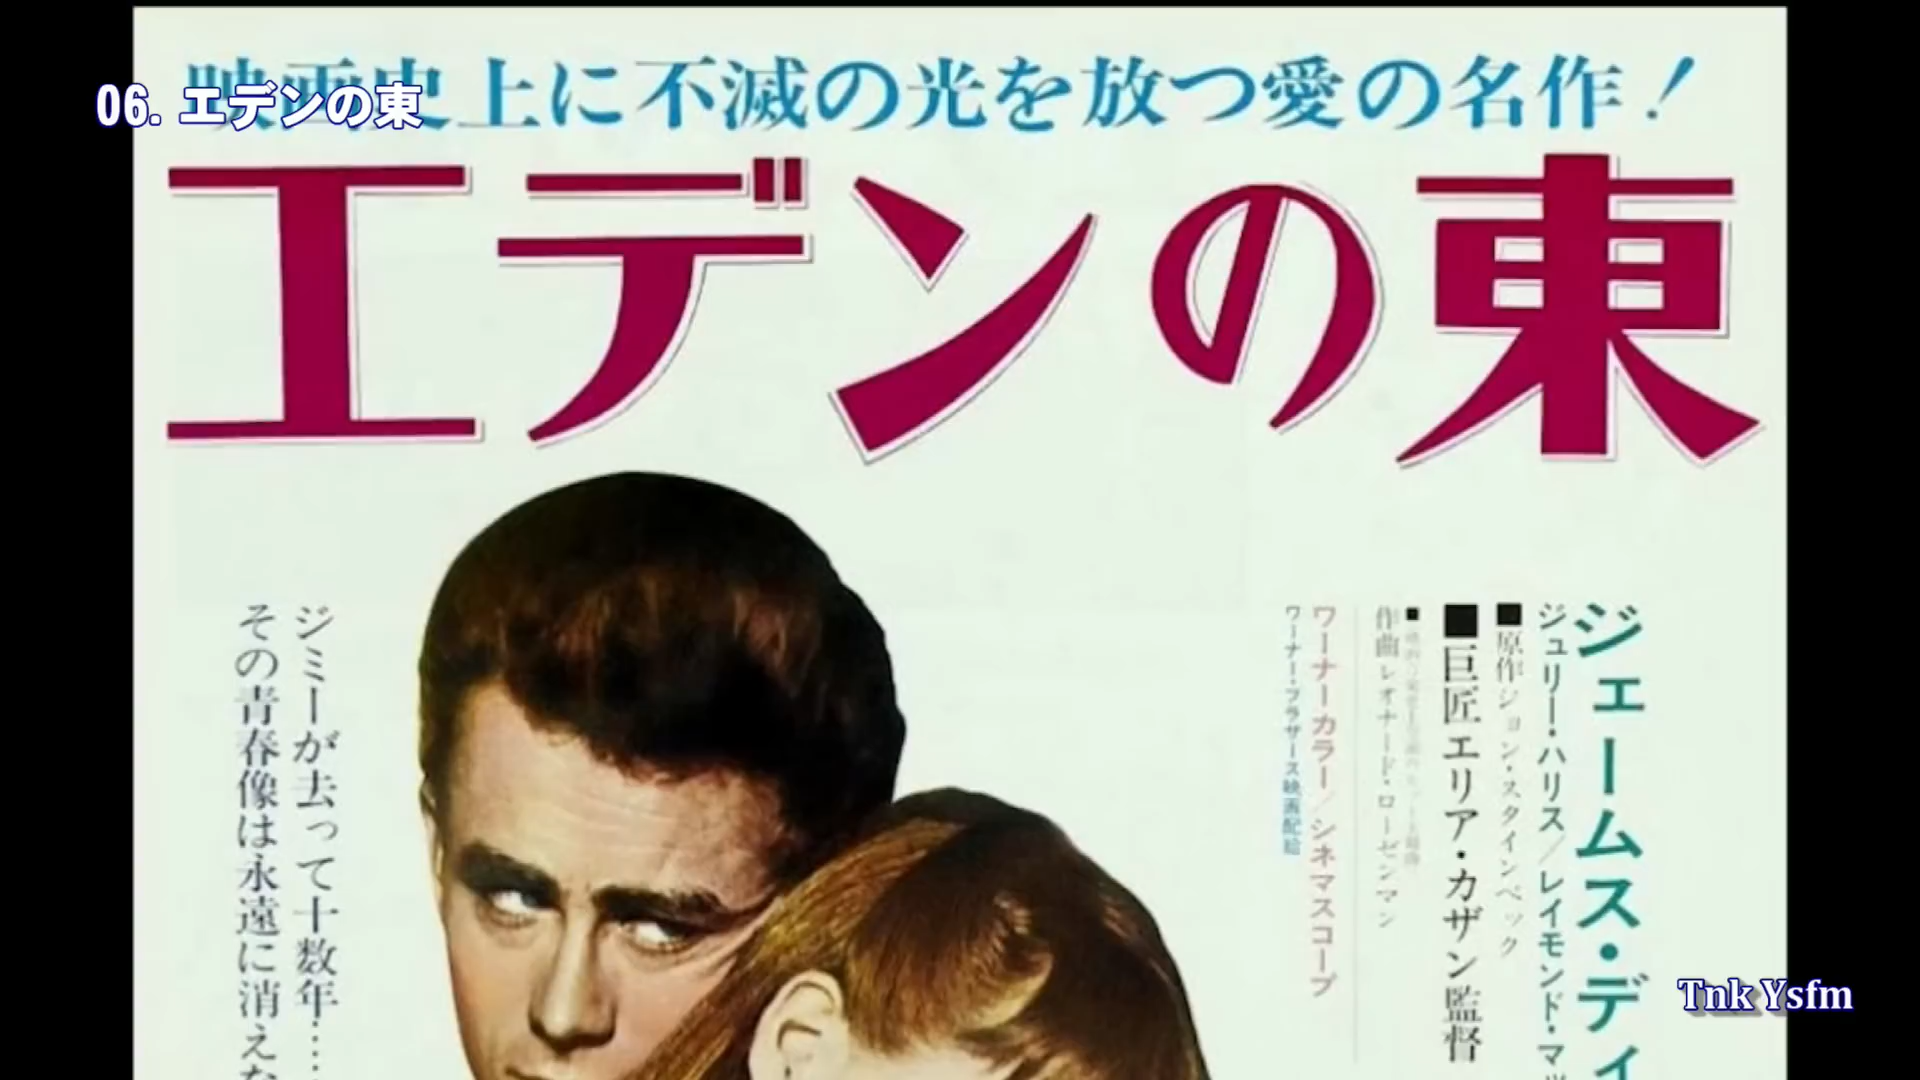 映画史上に不滅の光を放つ愛の名作!
06. エデンの東
エデンの東
ジェームス・ディ
ジュリー・ハリス/レイモンド・マッ
■原作ジョン・スタインベック
■巨匠エリア・カザン監督
作曲レオナード・ローゼンマン
ワーナーカラー/シネマスコープ
ワーナー・ブラザース映画配給
ジミーが去って十数年……
その青春像は永遠に消えな
Tnk Ysfm